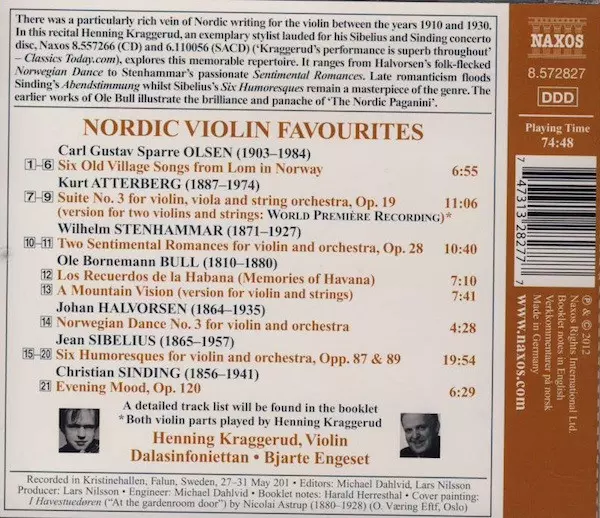 There was a particularly rich vein of Nordic writing for the violin between the years 1910 and 1930.
In this recital Henning Kraggerud, an exemplary stylist lauded for his Sibelius and Sinding concerto
disc, Naxos 8.557266 (CD) and 6.110056 (SACD) (‘Kraggerud’s performance is superb throughout’
– Classics Today.com), explores this memorable repertoire. It ranges from Halvorsen’s folk-flecked
Norwegian Dance to Stenhammar’s passionate Sentimental Romances. Late romanticism floods
Sinding’s Abendstimmung whilst Sibelius’s Six Humoresques remain a masterpiece of the genre. The
earlier works of Ole Bull illustrate the brilliance and panache of ‘The Nordic Paganini’.
NORDIC VIOLIN FAVOURITES
Carl Gustav Sparre OLSEN (1903–1984)
1–6 Six Old Village Songs from Lom in Norway 6:55
Kurt ATTERBERG (1887–1974)
7–9 Suite No. 3 for violin, viola and string orchestra, Op. 19 11:06
(version for two violins and strings: WORLD PREMIÈRE RECORDING)*
Wilhelm STENHAMMAR (1871–1927)
10–11 Two Sentimental Romances for violin and orchestra, Op. 28 10:40
Ole Bornemann BULL (1810–1880)
12 Los Recuerdos de la Habana (Memories of Havana) 7:10
13 A Mountain Vision (version for violin and strings) 7:41
Johan HALVORSEN (1864–1935)
14 Norwegian Dance No. 3 for violin and orchestra 4:28
Jean SIBELIUS (1865–1957)
15–20 Six Humoresques for violin and orchestra, Opp. 87 & 89 19:54
Christian SINDING (1856–1941)
21 Evening Mood, Op. 120 6:29
A detailed track list will be found in the booklet
*Both violin parts played by Henning Kraggerud
Henning Kraggerud, Violin
Dalasinfoniettan • Bjarte Engeset
Recorded in Kristinehallen, Falun, Sweden, 27–31 May 201 • Editors: Michael Dahlvid, Lars Nilsson
Producer: Lars Nilsson • Engineer: Michael Dahlvid • Booklet notes: Harald Herresthal • Cover painting:
I Havestuedøren (“At the gardenroom door”) by Nicolai Astrup (1880–1928) (O. Væring Eftf, Oslo)
NAXOS
8.572827
DDD
Playing Time
74:48
7 47313 28277
℗ & © 2012
Naxos Rights International Ltd.
Booklet notes in English
Verkkommentarer på norsk
Made in Germany
www.naxos.com